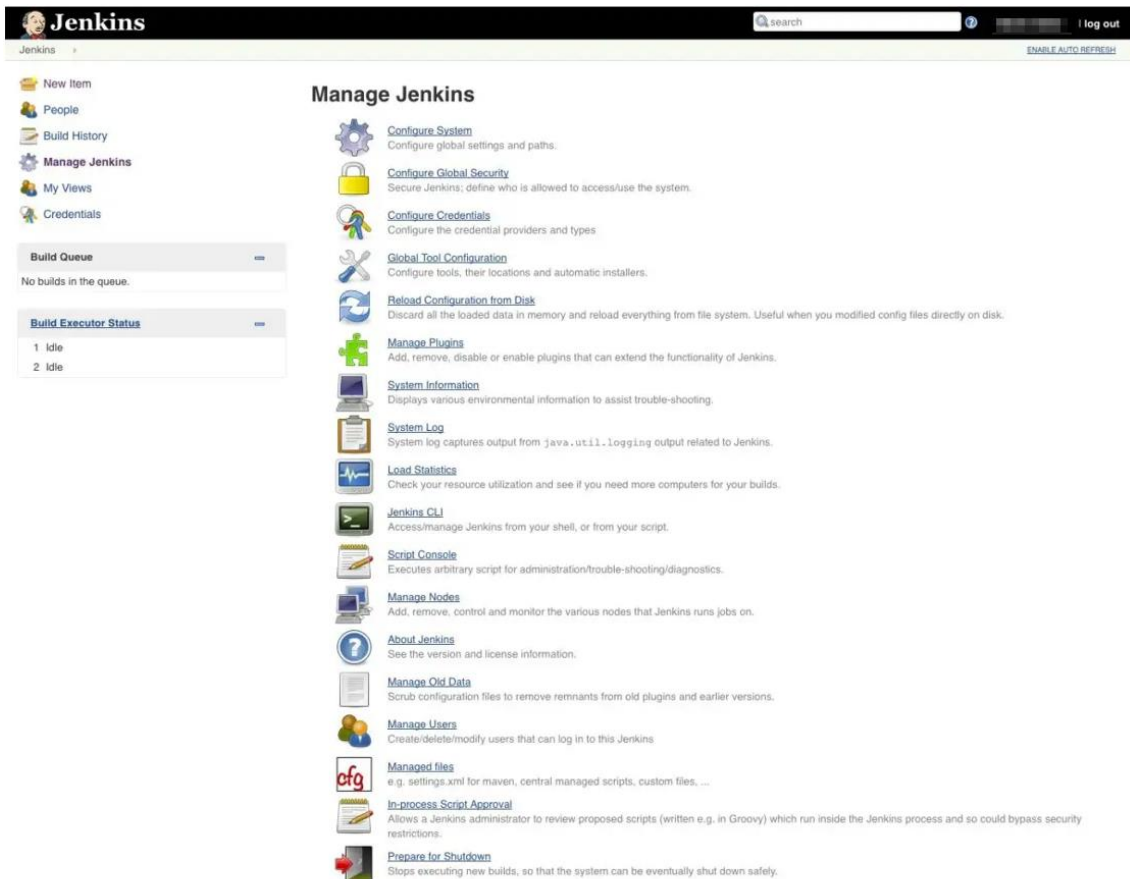 Jenkins
search
| log out
Jenkins
ENABLE AUTO REFRESH
New Item
People
Build History
Manage Jenkins
My Views
Credentials
Build Queue
No builds in the queue.
Build Executor Status
1 Idle
2 Idle
Manage Jenkins
Configure System
Configure global settings and paths.
Configure Global Security
Secure Jenkins; define who is allowed to access/use the system.
Configure Credentials
Configure the credential providers and types
Global Tool Configuration
Configure tools, their locations and automatic installers.
Reload Configuration from Disk
Discard all the loaded data in memory and reload everything from file system. Useful when you modified config files directly on disk.
Manage Plugins
Add, remove, disable or enable plugins that can extend the functionality of Jenkins.
System Information
Displays various environmental information to assist trouble-shooting.
System Log
System log captures output from java.util.logging output related to Jenkins.
Load Statistics
Check your resource utilization and see if you need more computers for your builds.
Jenkins CLI
Access/manage Jenkins from your shell, or from your script.
Script Console
Executes arbitrary script for administration/trouble-shooting/diagnostics.
Manage Nodes
Add, remove, control and monitor the various nodes that Jenkins runs jobs on.
About Jenkins
See the version and license information.
Manage Old Data
Scrub configuration files to remove remnants from old plugins and earlier versions.
Manage Users
Create/delete/modify users that can log in to this Jenkins
cfg
Managed files
e.g. settings.xml for maven, central managed scripts, custom files, ...
In-process Script Approval
Allows a Jenkins administrator to review proposed scripts (written e.g. in Groovy) which run inside the Jenkins process and so could bypass security
restrictions.
Prepare for Shutdown
Stops executing new builds, so that the system can be eventually shut down safely.